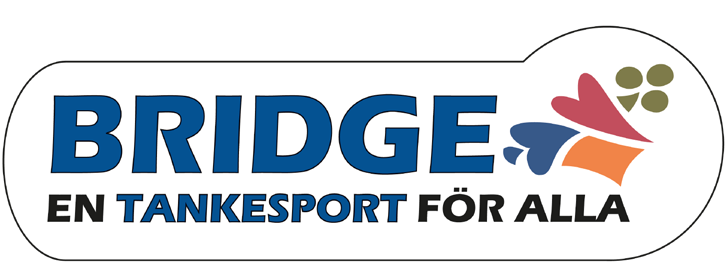 BRIDGE
EN TANKESPORT FÖR ALLA